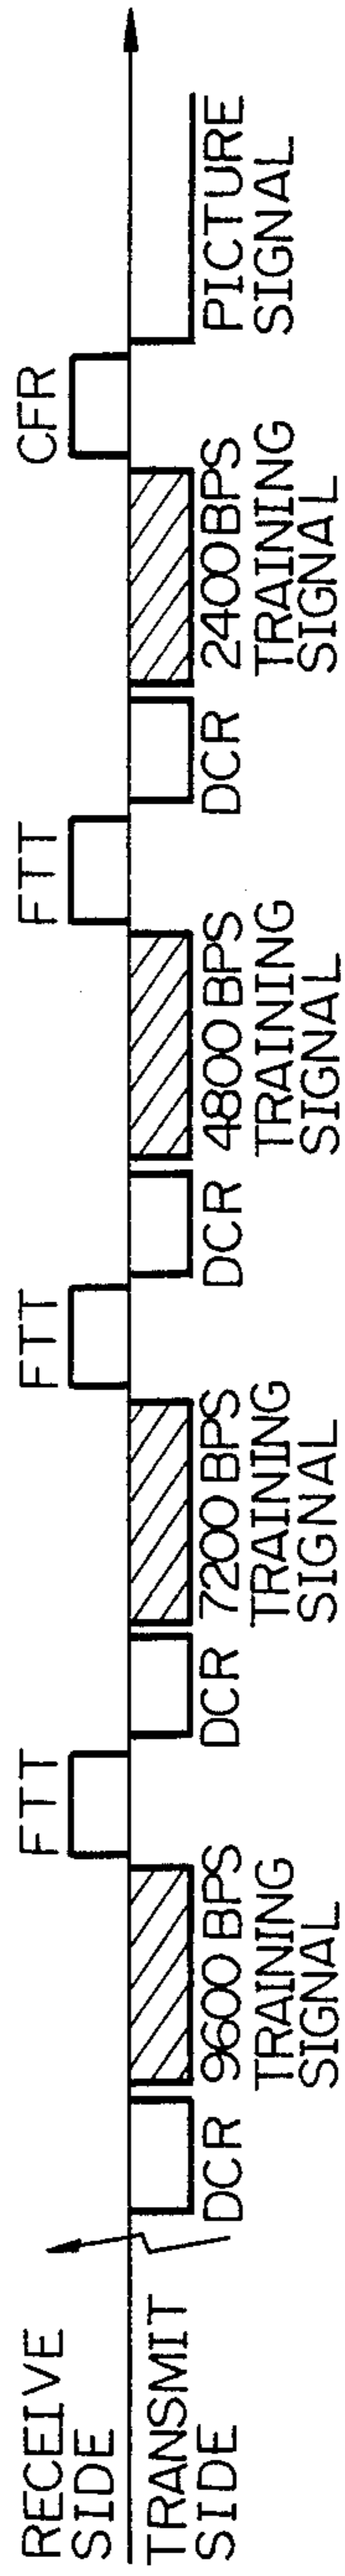 RECEIVE
SIDE
TRANSMIT
SIDE
DCR
9600 BPS
TRAINING
SIGNAL
FTT
DCR
7200 BPS
TRAINING
SIGNAL
FTT
DCR
4800 BPS
TRAINING
SIGNAL
FTT
DCR
2400 BPS
TRAINING
SIGNAL
CFR
PICTURE
SIGNAL